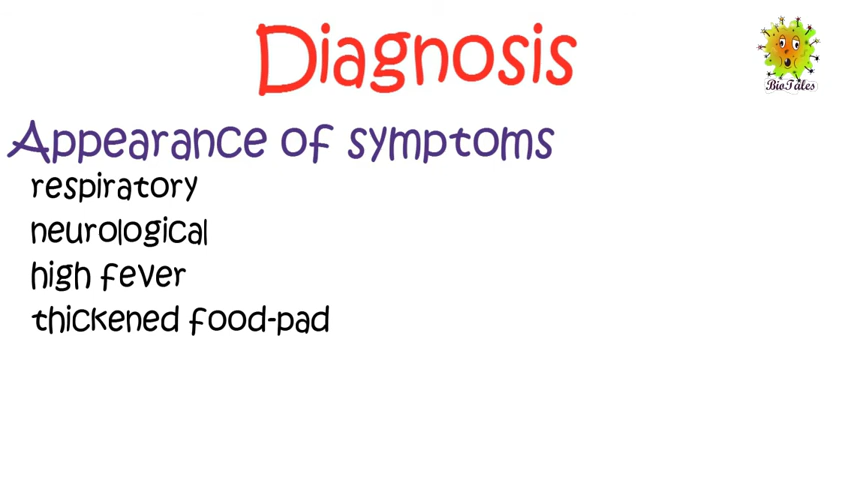 Diagnosis
BioTales
Appearance of symptoms
respiratory
neurological
high fever
thickened food-pad